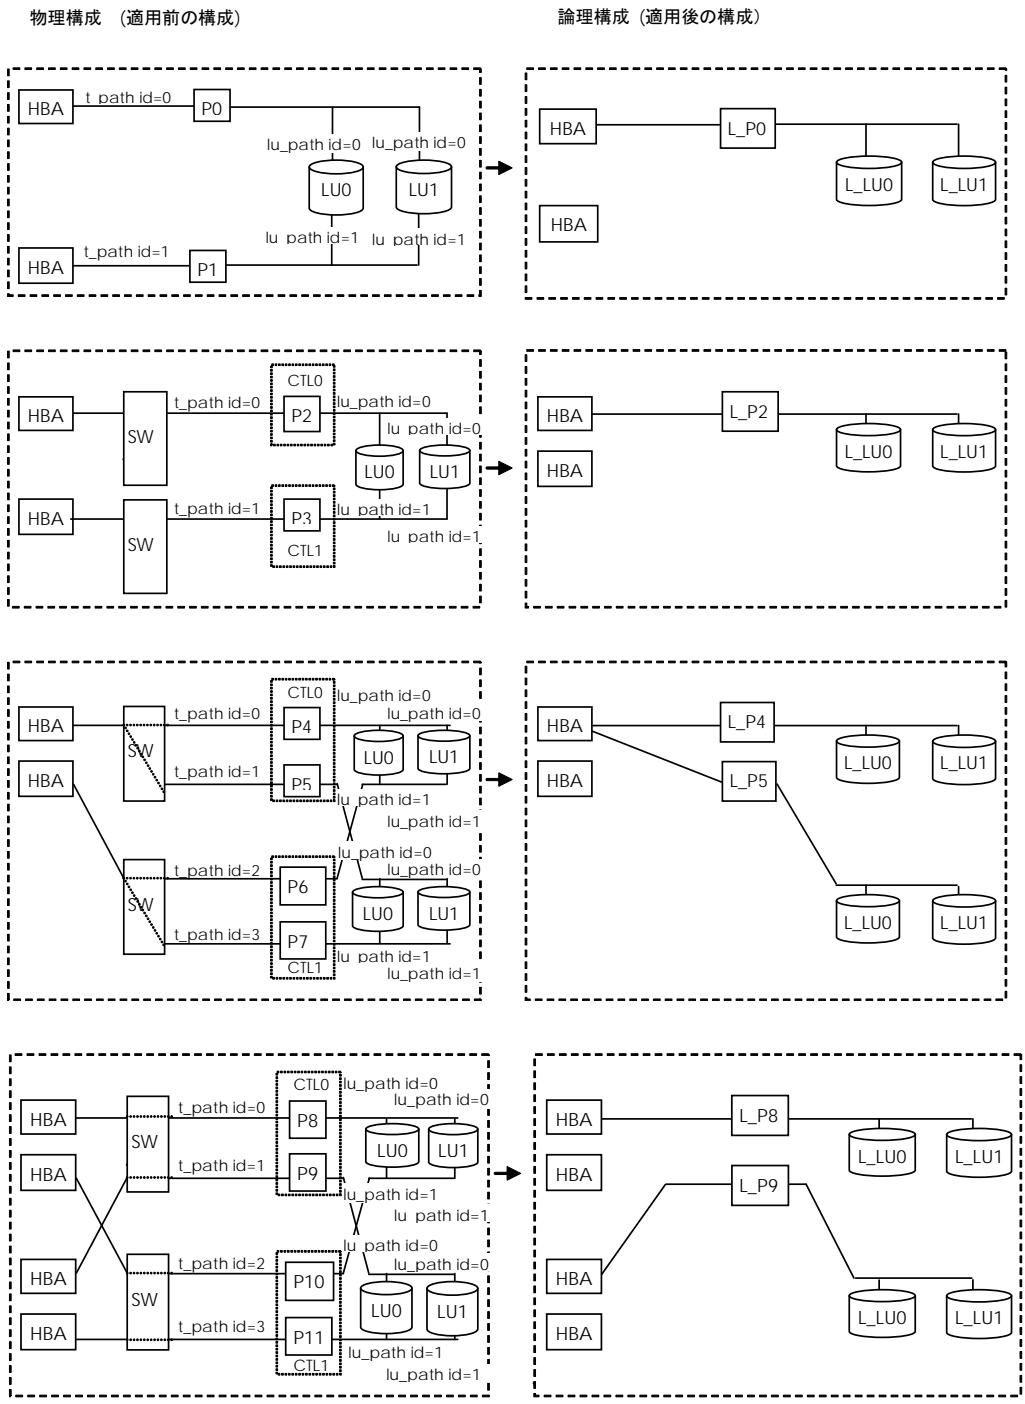 物理構成 (適用前の構成)
論理構成 (適用後の構成)
HBA
t_path id=0
P0
lu_path id=0
lu_path id=0
LU0
LU1
lu_path id=1
lu_path id=1
HBA
t_path id=1
P1
HBA
L_P0
L_LU0
L_LU1
HBA
CTL0
HBA
t_path id=0
P2
lu_path id=0
lu_path id=0
SW
LU0
LU1
HBA
t_path id=1
P3
lu_path id=1
lu_path id=1
SW
CTL1
HBA
L_P2
L_LU0
L_LU1
HBA
CTL0
lu_path id=0
lu_path id=0
HBA
t_path id=0
P4
SW
LU0
LU1
HBA
t_path id=1
P5
lu_path id=1
lu_path id=1
lu_path id=0
lu_path id=0
t_path id=2
P6
SW
LU0
LU1
t_path id=3
P7
lu_path id=1
lu_path id=1
CTL1
HBA
L_P4
L_LU0
L_LU1
HBA
L_P5
L_LU0
L_LU1
CTL0
lu_path id=0
lu_path id=0
HBA
t_path id=0
P8
SW
LU0
LU1
HBA
t_path id=1
P9
lu_path id=1
lu_path id=1
lu_path id=0
lu_path id=0
HBA
t_path id=2
P10
SW
LU0
LU1
HBA
t_path id=3
P11
lu_path id=1
lu_path id=1
CTL1
HBA
L_P8
L_LU0
L_LU1
HBA
L_P9
HBA
L_LU0
L_LU1
HBA